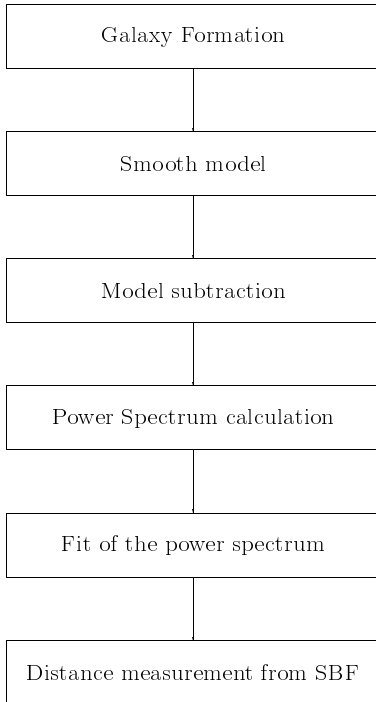 Galaxy Formation
Smooth model
Model subtraction
Power Spectrum calculation
Fit of the power spectrum
Distance measurement from SBF